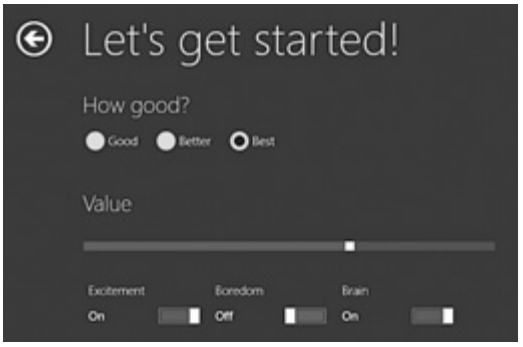 Let's get started!
How good?
Good Better Best
Value
Excitement Boredom Brain
On Off On